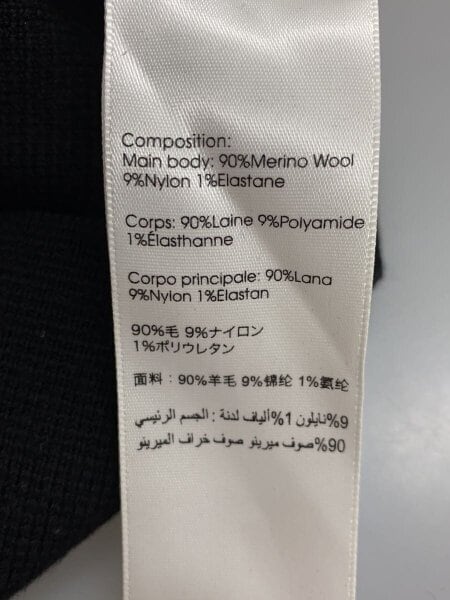 Composition:
Main body: 90%Merino Wool
9%Nylon 1%Elastane
Corps: 90%Laine 9%Polyamide
1%Élasthanne
Corpo principale: 90%Lana
9%Nylon 1%Elastan
90%毛 9%ナイロン
1%ポリウレタン
面料：90%羊毛 9%锦纶 1%氨纶
9%نايلون 1%ألياف لدنة : الجسم الرئيسي
90%صوف ميرينو صوف خراف الميرينو